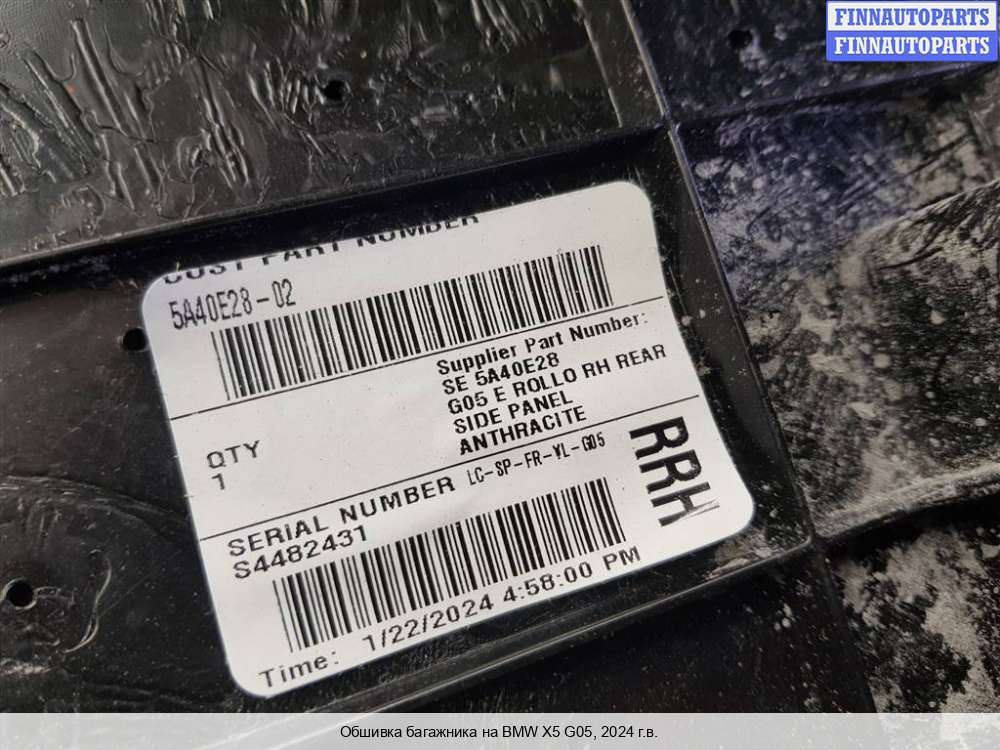 FINNAUTOPARTS
FINNAUTOPARTS
CUST PART NUMBER
5A40E28-02
Supplier Part Number:
SE 5A40E28
G05 E ROLLO RH REAR
SIDE PANEL
ANTHRACITE
QTY
1
RRH
SERIAL NUMBER LC-SP-FR-YL-G05
S4482431
Time: 1/22/2024 4:58:00 PM
Обшивка багажника на BMW X5 G05, 2024 г.в.